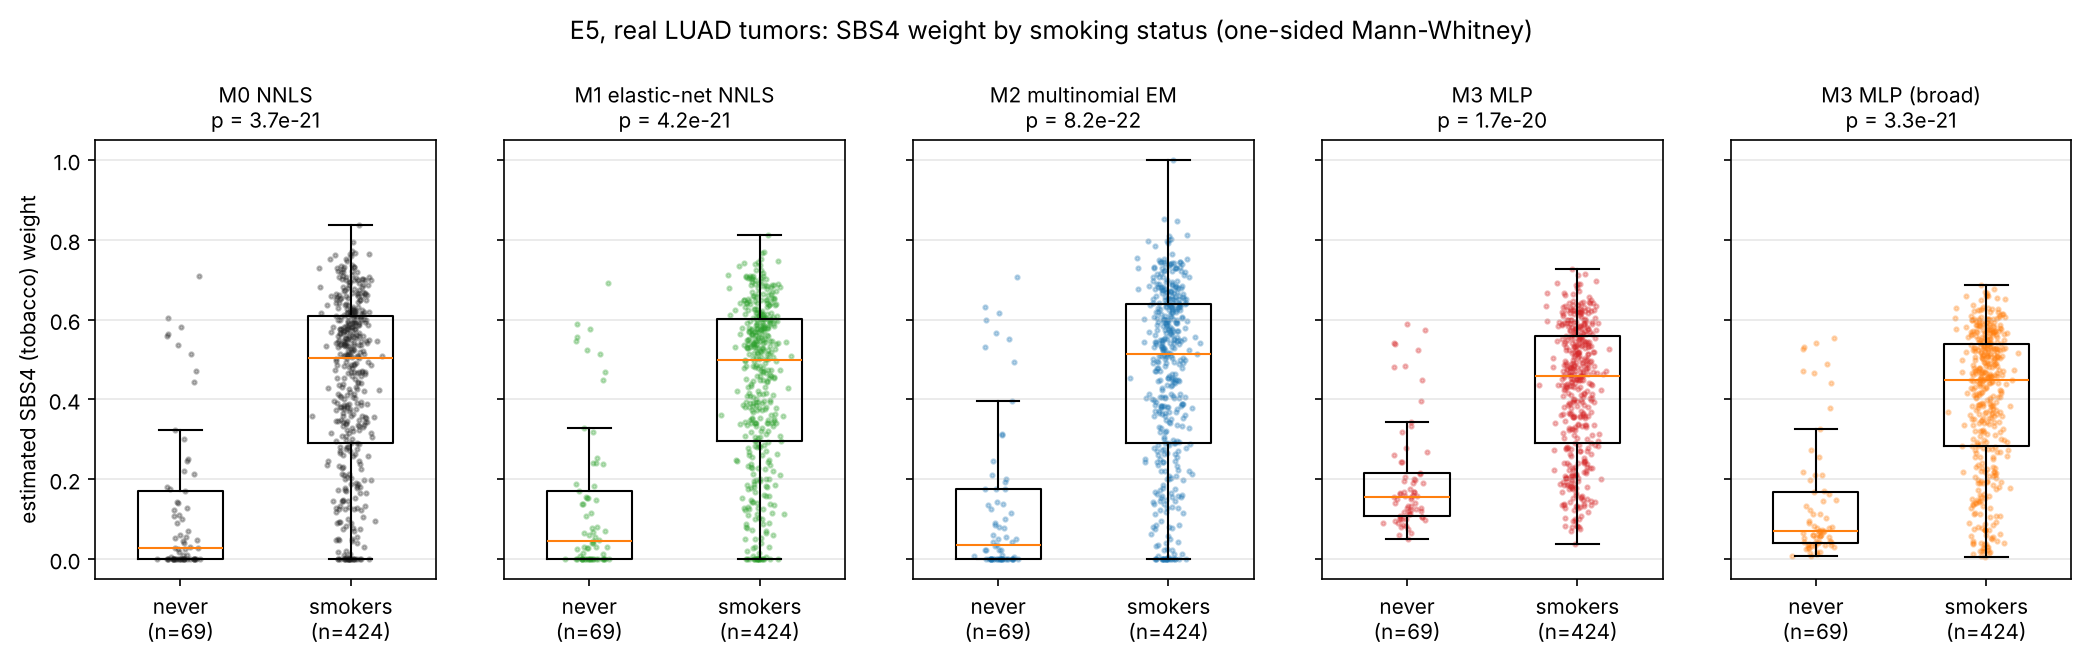 E5, real LUAD tumors: SBS4 weight by smoking status (one-sided Mann-Whitney)
estimated SBS4 (tobacco) weight
M0 NNLS
p = 3.7e-21
1.0
0.8
0.6
0.4
0.2
0.0
never
(n=69)
smokers
(n=424)
M1 elastic-net NNLS
p = 4.2e-21
never
(n=69)
smokers
(n=424)
M2 multinomial EM
p = 8.2e-22
never
(n=69)
smokers
(n=424)
M3 MLP
p = 1.7e-20
never
(n=69)
smokers
(n=424)
M3 MLP (broad)
p = 3.3e-21
never
(n=69)
smokers
(n=424)